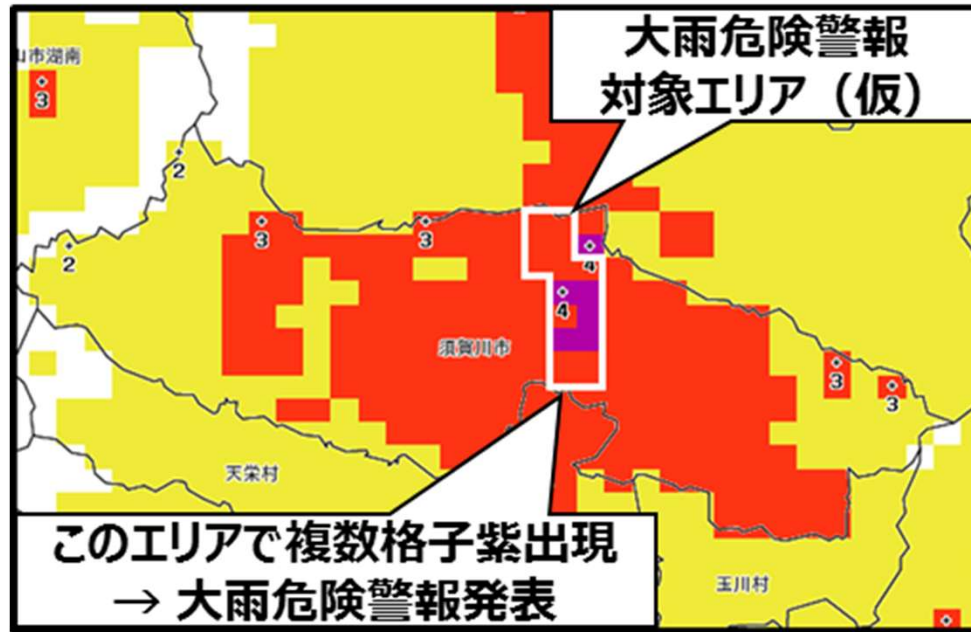 大雨危険警報
対象エリア（仮）
山市湖南
3
2
3
3
2
4
4
須賀川市
3
3
天栄村
このエリアで複数格子紫出現
→ 大雨危険警報発表
玉川村